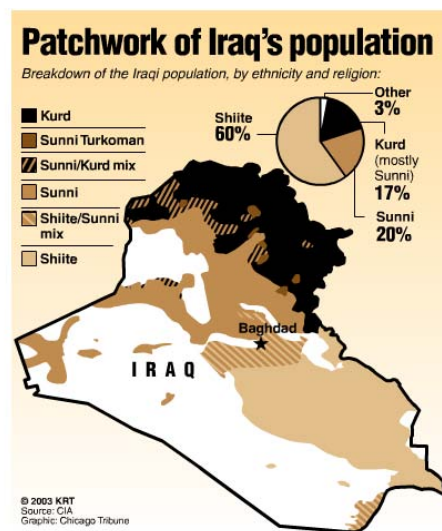 Patchwork of Iraq's population
Breakdown of the Iraqi population, by ethnicity and religion:
Kurd
Sunni Turkoman
Sunni/Kurd mix
Sunni
Shiite/Sunni
mix
Shiite
Shiite
60%
Other
3%
Kurd
(mostly
Sunni)
17%
Sunni
20%
Baghdad
IRAQ
© 2003 KRT
Source: CIA
Graphic: Chicago Tribune